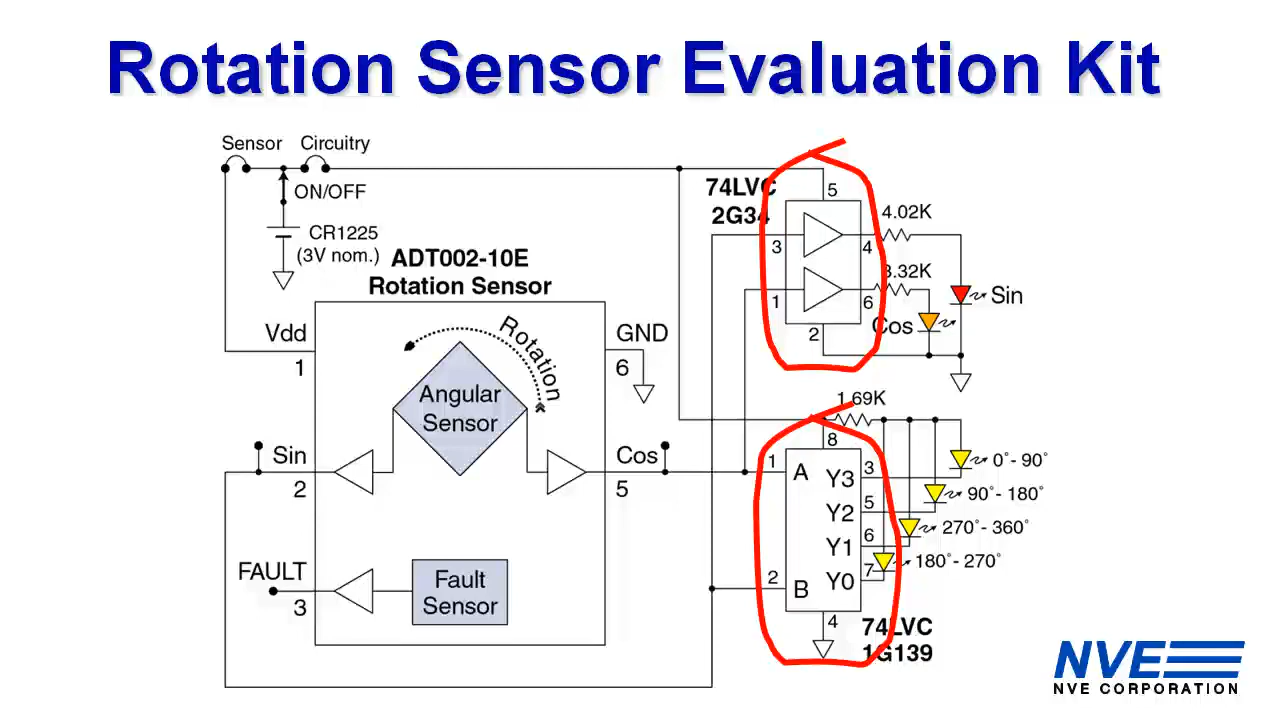 Rotation Sensor Evaluation Kit
Sensor
Circuitry
ON/OFF
CR1225
(3V nom.)
ADT002-10E
Rotation Sensor
Vdd
1
Rotation
GND
6
Angular
Sensor
Sin
2
Cos
5
FAULT
3
Fault
Sensor
74LVC
2G34
5
3
4
1
6
2
4.02K
3.32K
Sin
Cos
1.69K
8
1
A
2
B
Y3
3
Y2
5
Y1
6
Y0
7
4
0°- 90°
90°- 180°
270°- 360°
180°- 270°
74LVC
1G139
NVE
NVE CORPORATION